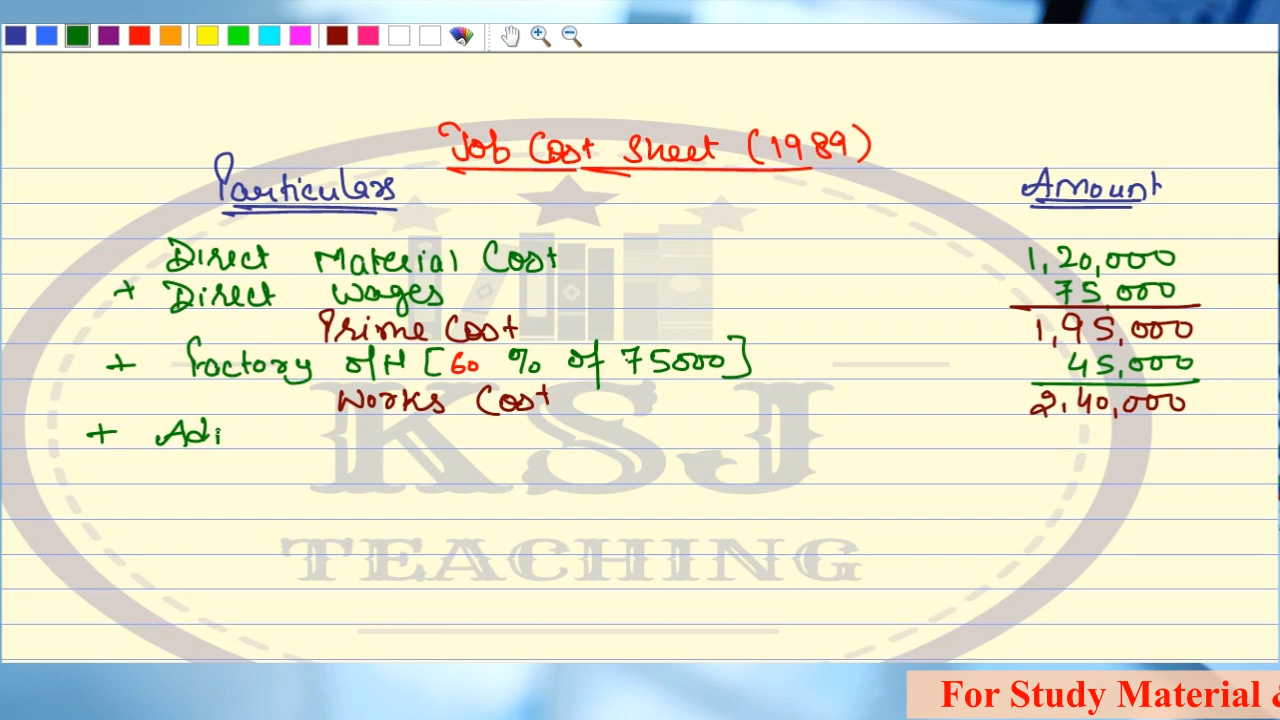 Job Cost Sheet (1989)
Particulars Amount
Direct Material Cost 1,20,000
+ Direct Wages 75,000
Prime Cost 1,95,000
+ Factory o/H [60 % of 75000] 45,000
Works Cost 2,40,000
+ Adi
KSJ
TEACHING
For Study Material &